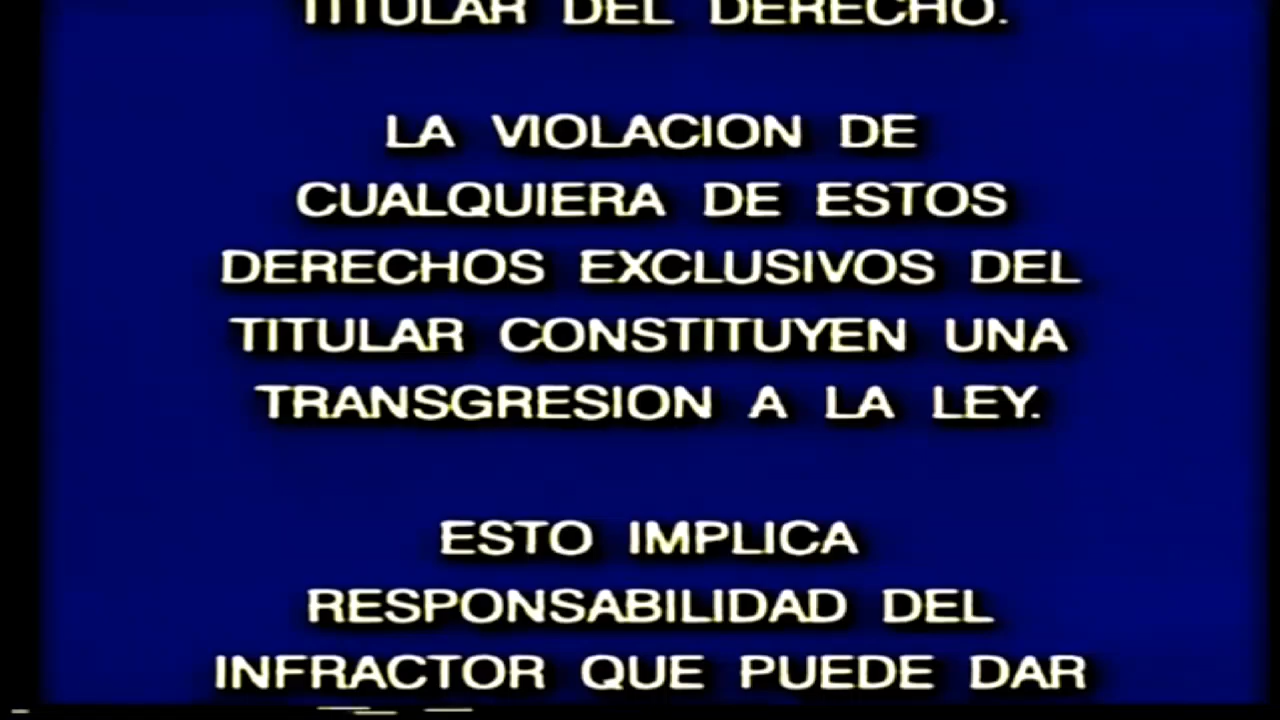 TITULAR DEL DERECHO.
LA VIOLACION DE
CUALQUIERA DE ESTOS
DERECHOS EXCLUSIVOS DEL
TITULAR CONSTITUYEN UNA
TRANSGRESION A LA LEY.
ESTO IMPLICA
RESPONSABILIDAD DEL
INFRACTOR QUE PUEDE DAR